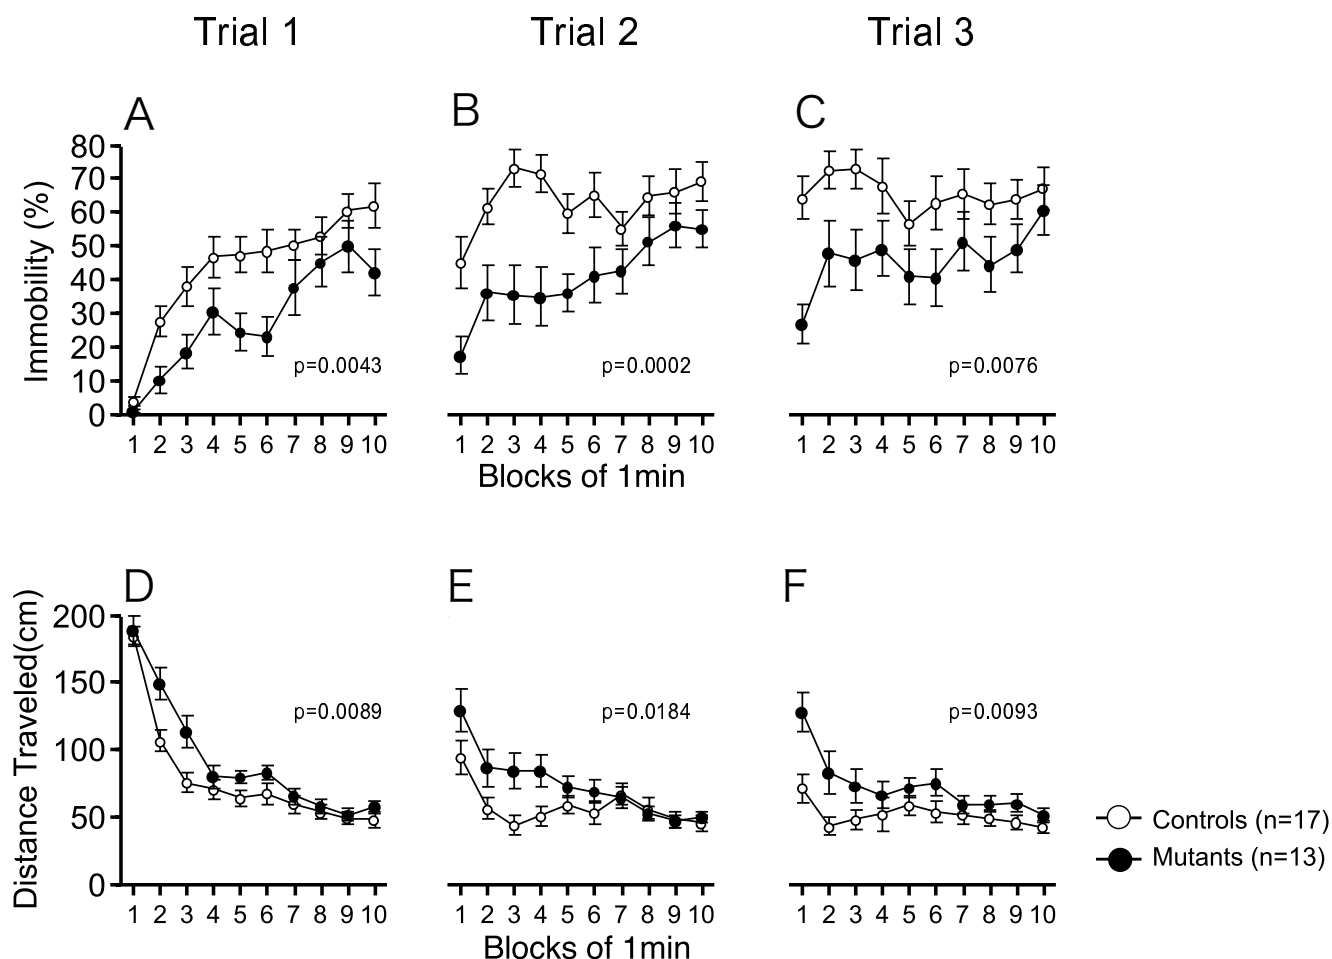 Trial 1 Trial 2 Trial 3
A B C
Immobility (%)
80
70
60
50
40
30
20
10
0
p=0.0043 p=0.0002 p=0.0076
1 2 3 4 5 6 7 8 9 10 1 2 3 4 5 6 7 8 9 10 1 2 3 4 5 6 7 8 9 10
Blocks of 1min
D E F
Distance Traveled(cm)
200
150
100
50
0
p=0.0089 p=0.0184 p=0.0093
Controls (n=17)
Mutants (n=13)
1 2 3 4 5 6 7 8 9 10 1 2 3 4 5 6 7 8 9 10 1 2 3 4 5 6 7 8 9 10
Blocks of 1min